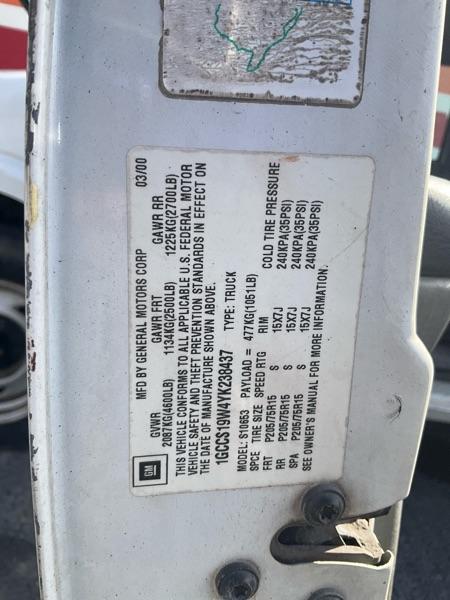 GM
MFD BY GENERAL MOTORS CORP 03/00
GVWR GAWR FRT GAWR RR
2087KG(4600LB) 1134KG(2500LB) 1225KG(2700LB)
THIS VEHICLE CONFORMS TO ALL APPLICABLE U.S. FEDERAL MOTOR
VEHICLE SAFETY AND THEFT PREVENTION STANDARDS IN EFFECT ON
THE DATE OF MANUFACTURE SHOWN ABOVE.
1GCCS19W4YK236437 TYPE: TRUCK
MODEL: S10653 PAYLOAD = 477KG(1051LB)
SPCE TIRE SIZE SPEED RTG RIM COLD TIRE PRESSURE
FRT P205/75R15 S 15X7J 240KPA(35PSI)
RR P205/75R15 S 15X7J 240KPA(35PSI)
SPA P205/75R15 S 15X7J 240KPA(35PSI)
SEE OWNER'S MANUAL FOR MORE INFORMATION.